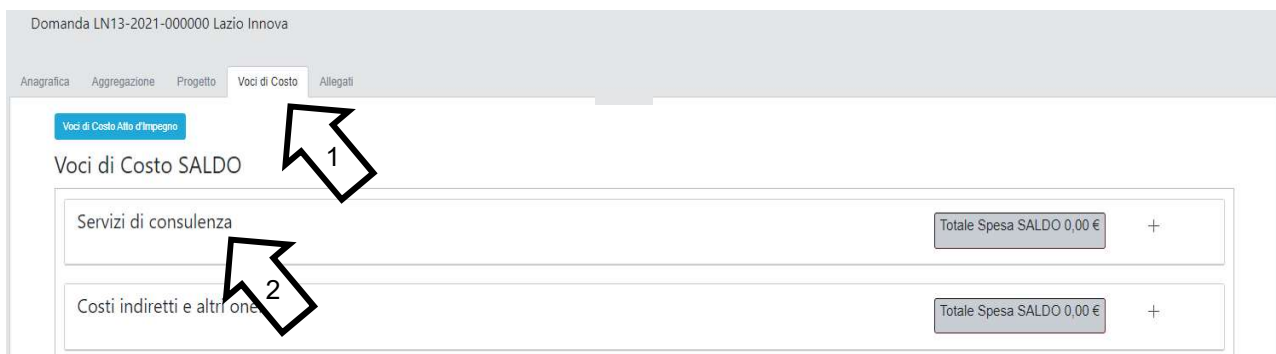 Domanda LN13-2021-000000 Lazio Innova
Anagrafica Aggregazione Progetto Voci di Costo Allegati
Voci di Costo Atto d'Impegno
1
Voci di Costo SALDO
Servizi di consulenza Totale Spesa SALDO 0,00 € +
2
Costi indiretti e altri Totale Spesa SALDO 0,00 € +